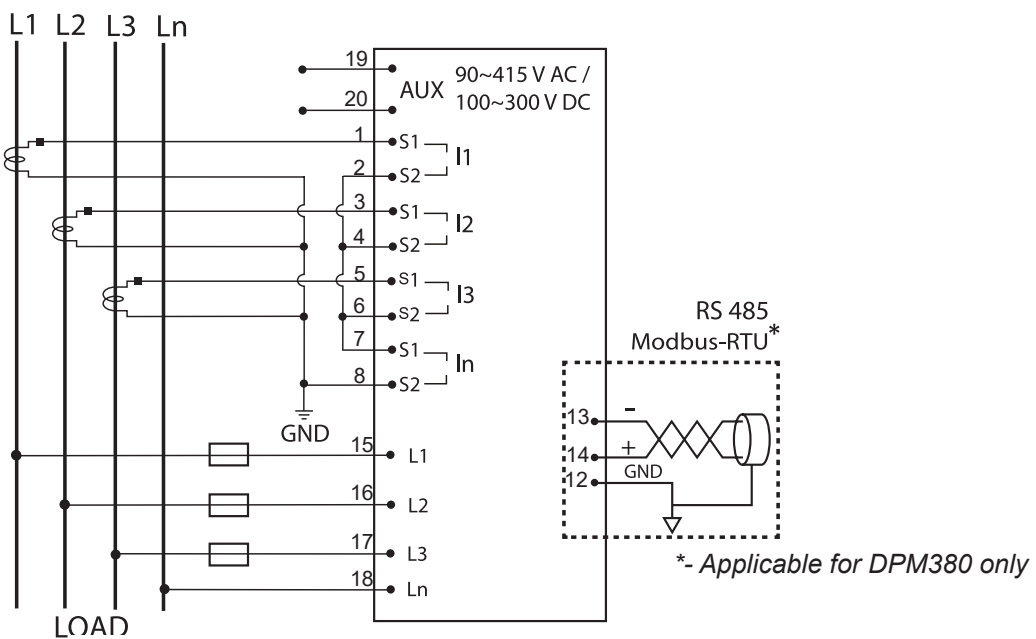 L1 L2 L3 Ln
19
AUX
90~415 V AC /
100~300 V DC
20
1 S1
I1
2 S2
3 S1
I2
4 S2
5 S1
I3
6 S2
7 S1
In
8 S2
GND
15 L1
16 L2
17 L3
18 Ln
LOAD
RS 485
Modbus-RTU*
13 -
14 +
12 GND
*- Applicable for DPM380 only